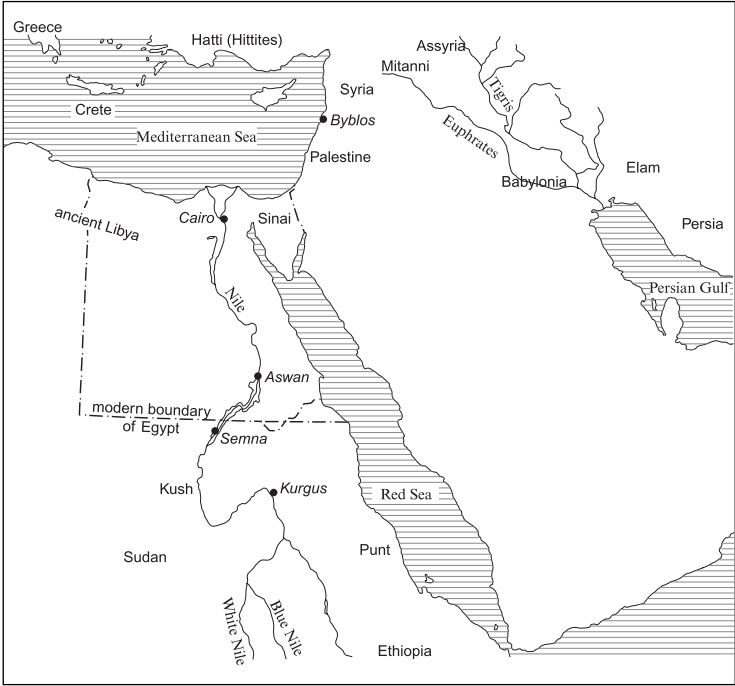 Greece
Hatti (Hittites)
Assyria
Mitanni
Syria
Tigris
Crete
Byblos
Mediterranean Sea
Euphrates
Palestine
Elam
Babylonia
ancient Libya
Cairo
Sinai
Persia
Persian Gulf
Nile
Aswan
modern boundary
of Egypt
Semna
Kush
Kurgus
Red Sea
Sudan
Punt
White Nile
Blue Nile
Ethiopia